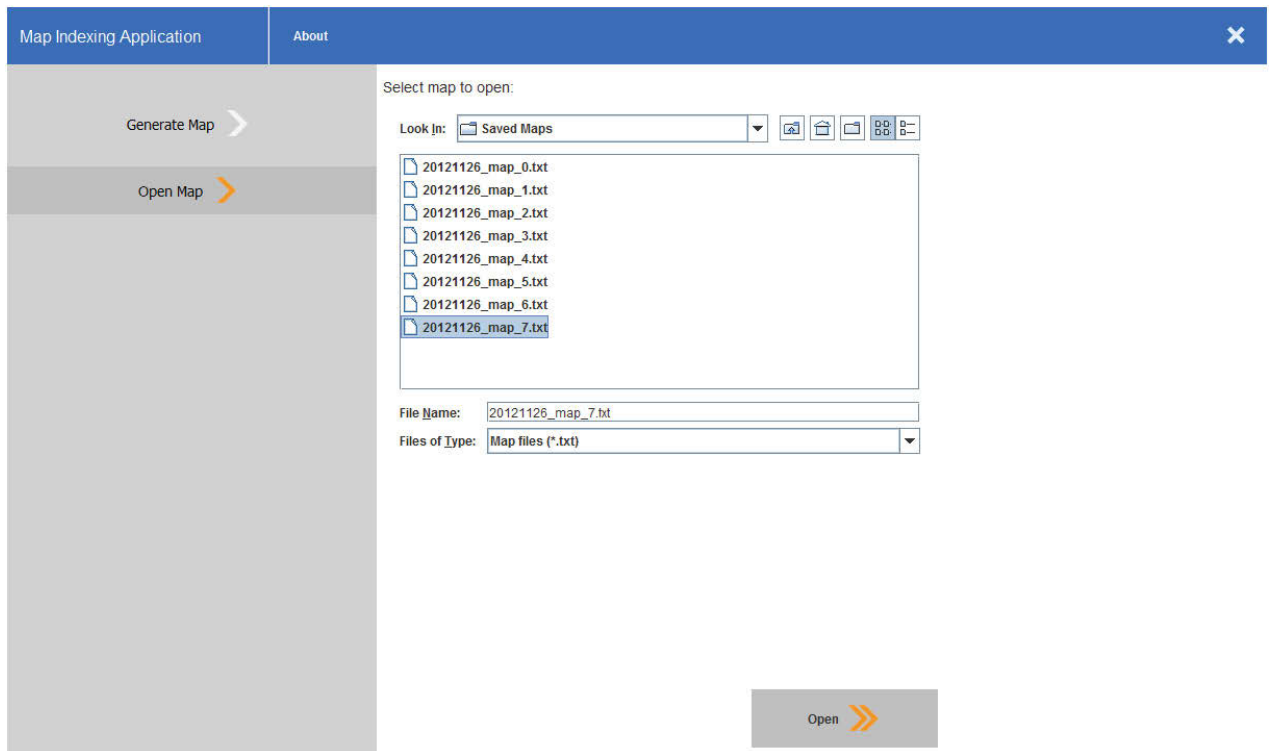 Map Indexing Application
About
Generate Map
Open Map
Select map to open:
Look In: Saved Maps
20121126_map_0.txt
20121126_map_1.txt
20121126_map_2.txt
20121126_map_3.txt
20121126_map_4.txt
20121126_map_5.txt
20121126_map_6.txt
20121126_map_7.txt
File Name: 20121126_map_7.txt
Files of Type: Map files (*.txt)
Open